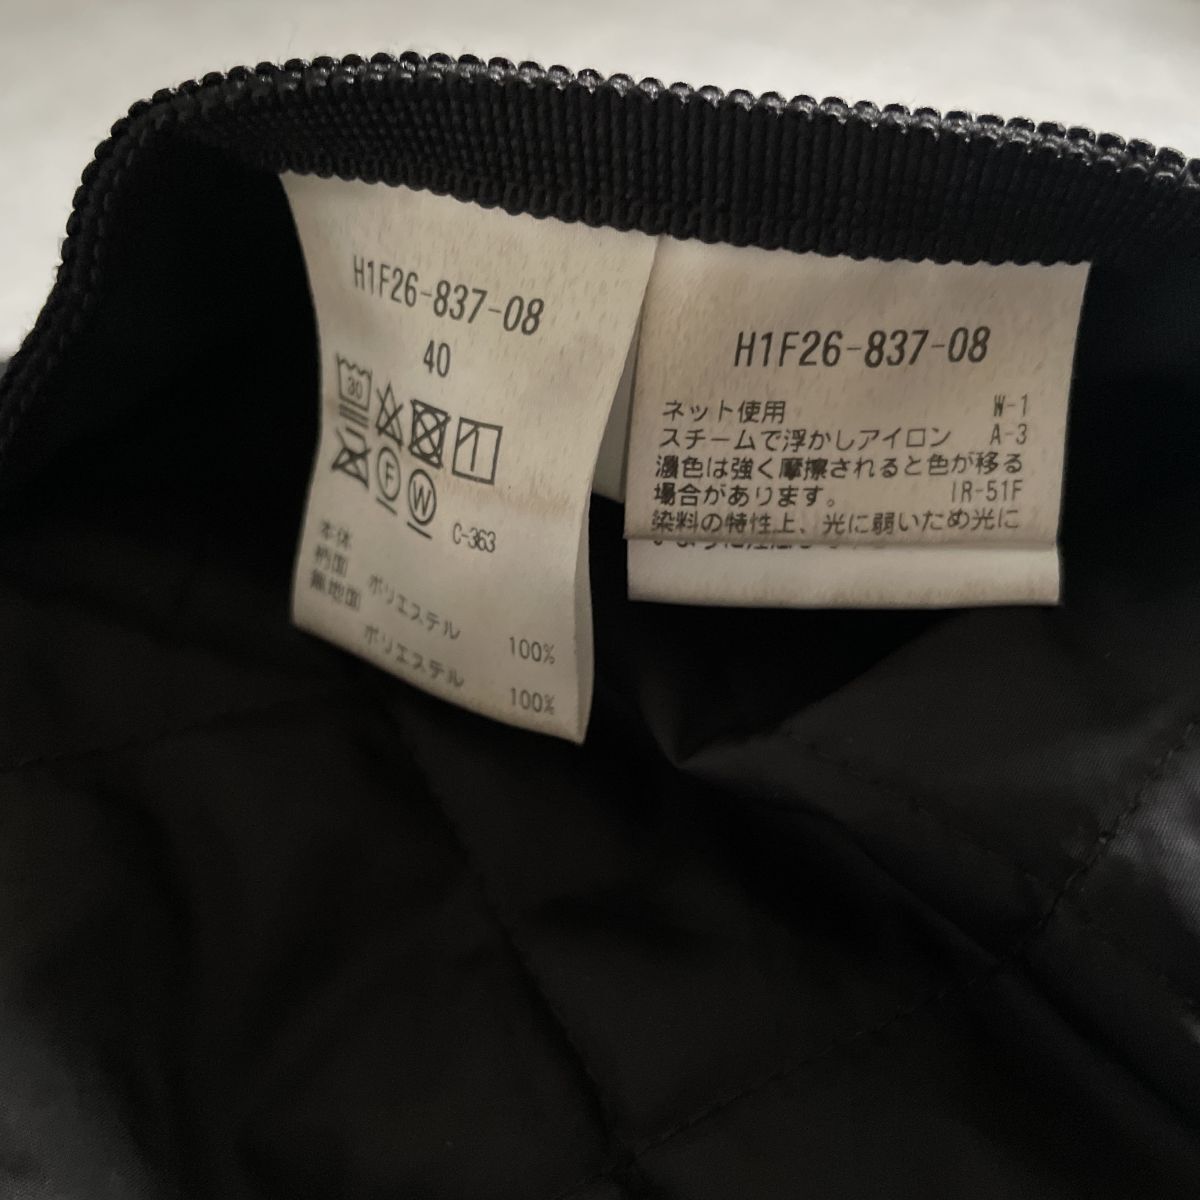 H1F26-837-08
40
30
F
W
C-363
本体
柄面 ポリエステル 100%
無地面 ポリエステル 100%
H1F26-837-08
ネット使用 W-1
スチームで浮かしアイロン A-3
濃色は強く摩擦されると色が移る
場合があります。 IR-51F
染料の特性上、光に弱いため光に